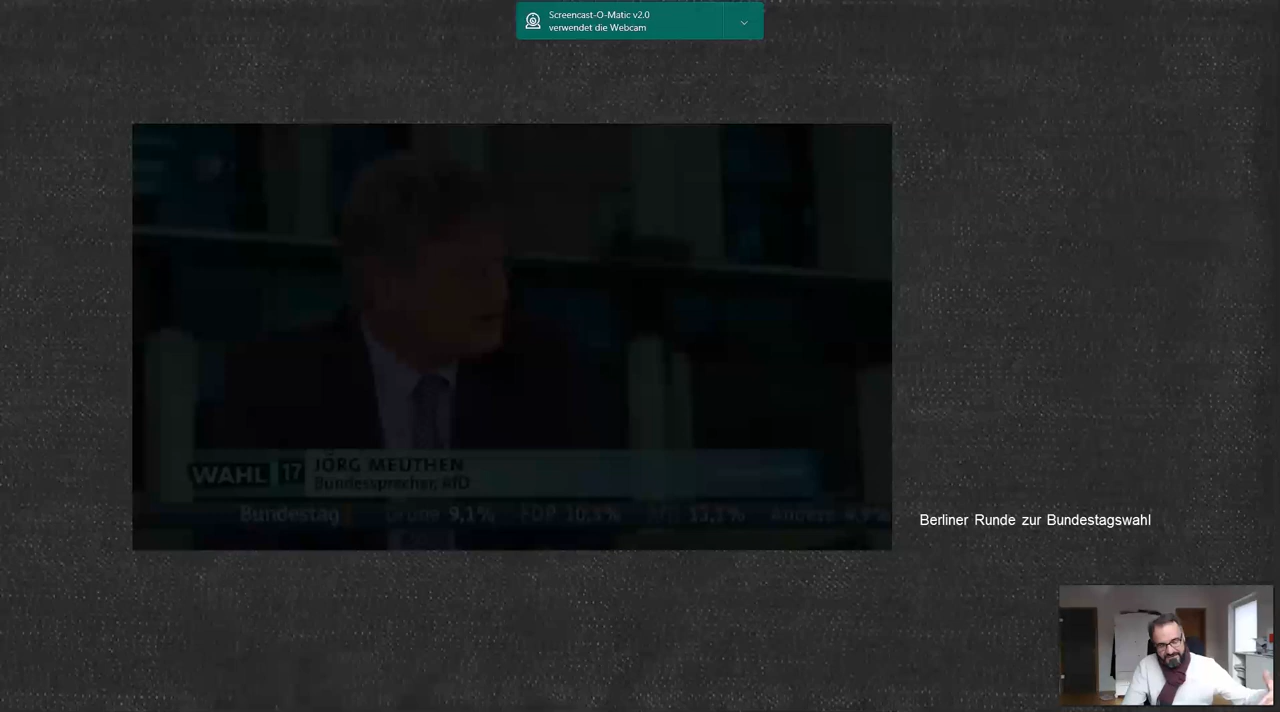 Screencast-O-Matic v2.0
verwendet die Webcam
WAHL 17
JÖRG MEUTHEN
Bundessprecher, AfD
Bundestag Grüne 9,1% FDP 10,5% AfD 13,3% Andere 4,9%
Berliner Runde zur Bundestagswahl